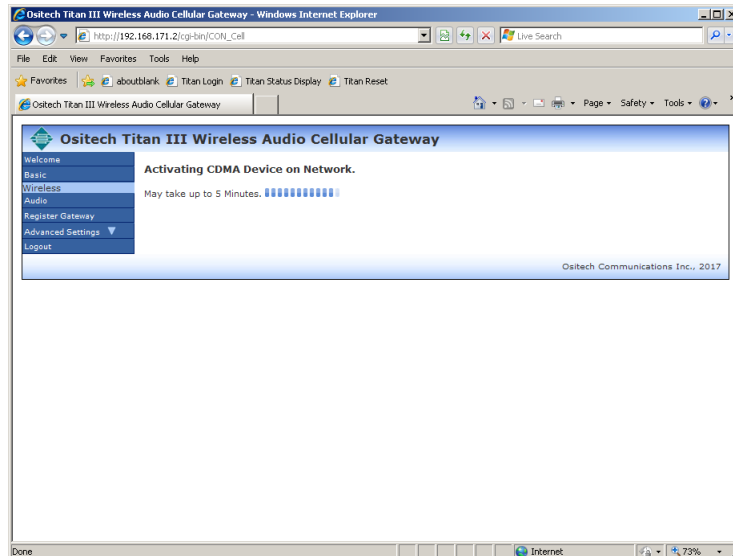 Ositech Titan III Wireless Audio Cellular Gateway - Windows Internet Explorer
http://192.168.171.2/cgi-bin/CON_Cell
Live Search
File Edit View Favorites Tools Help
Favorites aboutblank Titan Login Titan Status Display Titan Reset
Ositech Titan III Wireless Audio Cellular Gateway
Page Safety Tools
Ositech Titan III Wireless Audio Cellular Gateway
Welcome
Basic
Wireless
Audio
Register Gateway
Advanced Settings
Logout
Activating CDMA Device on Network.
May take up to 5 Minutes.
Ositech Communications Inc., 2017
Done
Internet
73%